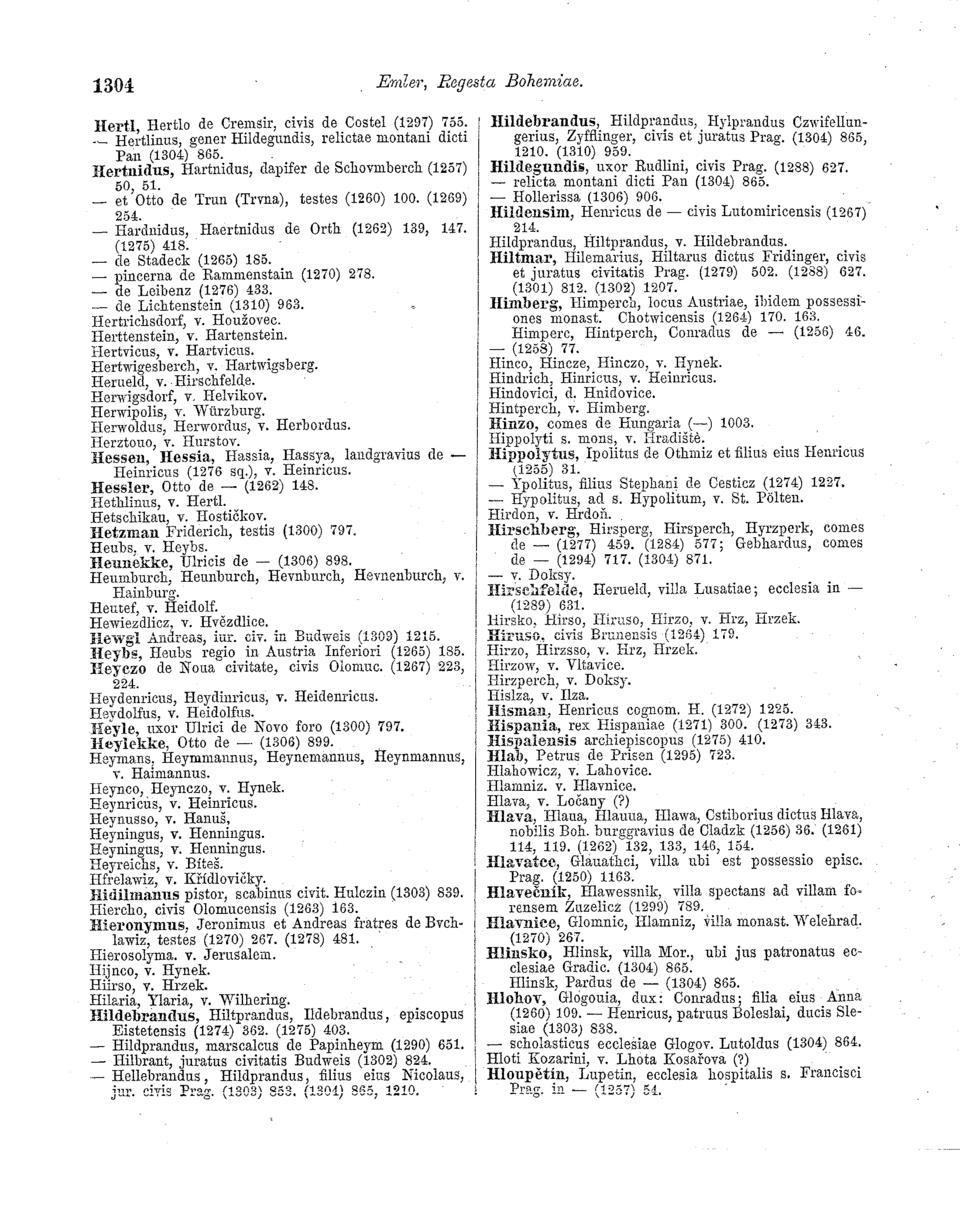 1304
Emler, Regesta Bohemiae.
Hertl, Hertlo de Cremsir, civis de Costel (1297) 755.
— Hertlinus, gener Hildegundis, relictae montani dicti
Pan (1304) 865.
Hertnidus, Hartnidus, dapifer de Schovmberch (1257)
50, 51.
— et Otto de Trun (Trvna), testes (1260) 100. (1269)
254.
— Hardnidus, Haertnidus de Orth (1262) 139, 147.
(1275) 418.
— de Stadeck (1265) 185.
— pincerna de Rammenstain (1270) 278.
— de Leibenz (1276) 433.
— de Lichtenstein (1310) 963.
Hertrichsdorf, v. Houžovec.
Herttenstein, v. Hartenstein.
Hertvicus, v. Hartvicus.
Hertwigesberch, v. Hartwigsberg.
Herueld, v. Hirschfelde.
Herwigsdorf, v. Helvikov.
Herwipolis, v. Würzburg.
Herwoldus, Herwordus, v. Herbordus.
Herztouo, v. Hurstov.
Hessen, Hessia, Hassia, Hassya, landgravius de —
Heinricus (1276 sq.), v. Heinricus.
Hessler, Otto de — (1262) 148.
Hethlinus, v. Hertl.
Hetschikau, v. Hostičkov.
Hetzman Friderich, testis (1300) 797.
Heubs, v. Heybs.
Heunekke, Ulricis de — (1306) 898.
Heumburch, Heunburch, Hevnburch, Hevnenburch, v.
Hainburg.
Heutef, v. Heidolf.
Hewiezdlicz, v. Hvězdlice.
Hewgl Andreas, iur. civ. in Budweis (1309) 1215.
Heybs, Heubs regio in Austria Inferiori (1265) 185.
Heyczo de Noua civitate, civis Olomuc. (1267) 223,
224.
Heydenricus, Heydinricus, v. Heidenricus.
Heydolfus, v. Heidolfus.
Heyle, uxor Ulrici de Novo foro (1300) 797.
Heylekke, Otto de — (1306) 899.
Heymans, Heymmannus, Heynemannus, Heynmannus,
v. Haimannus.
Heynco, Heynczo, v. Hynek.
Heynricus, v. Heinricus.
Heynusso, v. Hanuš,
Heyningus, v. Henningus.
Heyningus, v. Henningus.
Heyreichs, v. Bíteš.
Hfrelawiz, v. Křídlovičky.
Hidilmanus pistor, scabinus civit. Hulczin (1303) 839.
Hiercho, civis Olomucensis (1263) 163.
Hieronymus, Jeronimus et Andreas fratres de Bvch-
lawiz, testes (1270) 267. (1278) 481.
Hierosolyma. v. Jerusalem.
Hijnco, v. Hynek.
Hiirso, v. Hrzek.
Hilaria, Ylaria, v. Wilhering.
Hildebrandus, Hiltprandus, Ildebrandus, episcopus
Eistetensis (1274) 362. (1275) 403.
— Hildprandus, marscalcus de Papinheym (1290) 651.
— Hilbrant, juratus civitatis Budweis (1302) 824.
— Hellebrandus, Hildprandus, filius eius Nicolaus,
jur. civis Prag. (1303) 853. (1304) 865, 1210.
Hildebrandus, Hildprandus, Hylprandus Czwifellun-
gerius, Zyfflinger, civis et juratus Prag. (1304) 865,
1210. (1310) 959.
Hildegundis, uxor Rudlini, civis Prag. (1288) 627.
— relicta montani dicti Pan (1304) 865.
— Hollerissa (1306) 906.
Hildensim, Henricus de — civis Lutomiricensis (1267)
214.
Hildprandus, Hiltprandus, v. Hildebrandus.
Hiltmar, Hilemarius, Hiltarus dictus Fridinger, civis
et juratus civitatis Prag. (1279) 502. (1288) 627.
(1301) 812. (1302) 1207.
Himberg, Himperch, locus Austriae, ibidem possessi-
ones monast. Chotwicensis (1264) 170. 163.
Himperc, Hintperch, Conradus de — (1256) 46.
— (1258) 77.
Hinco, Hincze, Hinczo, v. Hynek.
Hindrich, Hinricus, v. Heinricus.
Hindovici, d. Hnidovice.
Hintperch, v. Himberg.
Hinzo, comes de Hungaria (—) 1003.
Hippolyti s. mons, v. Hradiště.
Hippolytus, Ipolitus de Othmiz et filius eius Henricus
(1255) 31.
— Ypolitus, filius Stephani de Cesticz (1274) 1227.
— Hypolitus, ad s. Hypolitum, v. St. Pölten.
Hirdon, v. Hrdoň.
Hirschberg, Hirsperg, Hirsperch, Hyrzperk, comes
de — (1277) 459. (1284) 577; Gebhardus, comes
de — (1294) 717. (1304) 871.
— v. Doksy.
Hirschfelde, Herueld, villa Lusatiae; ecclesia in —
(1289) 631.
Hirsko, Hirso, Hiruso, Hirzo, v. Hrz, Hrzek.
Hiruso, civis Brunensis (1264) 179.
Hirzo, Hirzsso, v. Hrz, Hrzek.
Hirzow, v. Vltavice.
Hirzperch, v. Doksy.
Hislza, v. Ilza.
Hisman, Henricus cognom. H. (1272) 1225.
Hispania, rex Hispaniae (1271) 300. (1273) 343.
Hispalensis archiepiscopus (1275) 410.
Hlab, Petrus de Prisen (1295) 723.
Hlahowicz, v. Lahovice.
Hlamniz. v. Hlavnice.
Hlava, v. Ločany (?)
Hlava, Hlaua, Hlauua, Hlawa, Cstiborius dictus Hlava,
nobilis Boh. burggravius de Cladzk (1256) 36. (1261)
114, 119. (1262) 132, 133, 146, 154.
Hlavatce, Glauathci, villa ubi est possessio episc.
Prag. (1250) 1163.
Hlavečník, Hlawessnik, villa spectans ad villam fo-
rensem Žuzelicz (1299) 789.
Hlavnice, Glomnic, Hlamniz, villa monast. Welehrad.
(1270) 267.
Hlinsko, Hlinsk, villa Mor., ubi jus patronatus ec-
clesiae Gradic. (1304) 865.
Hlinsk, Pardus de — (1304) 865.
Hlohov, Glogouia, dux: Conradus; filia eius Anna
(1260) 109. — Henricus, patruus Boleslai, ducis Sle-
siae (1303) 838.
— scholasticus ecclesiae Glogov. Lutoldus (1304) 864.
Hloti Kozarini, v. Lhota Kosařova (?)
Hloupětin, Lupetin, ecclesia hospitalis s. Francisci
Prag. in — (1257) 54.